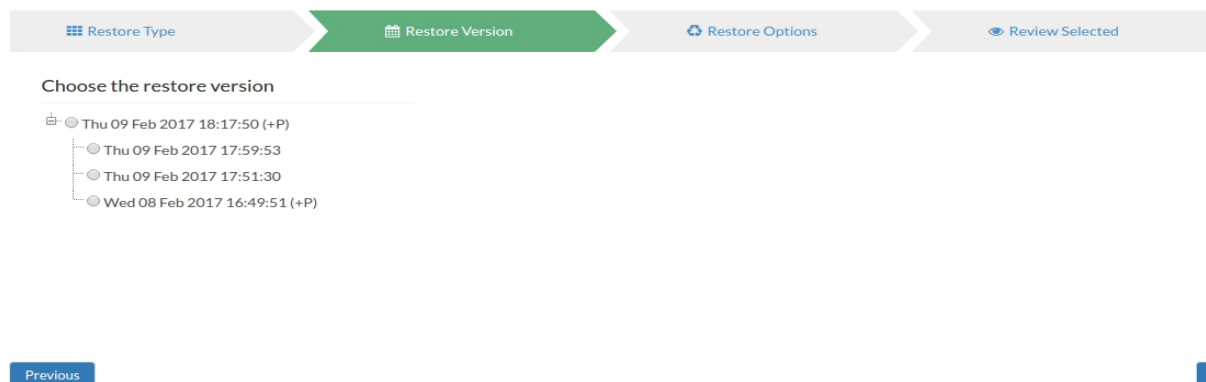 Restore Type
Restore Version
Restore Options
Review Selected
Choose the restore version
Thu 09 Feb 2017 18:17:50 (+P)
Thu 09 Feb 2017 17:59:53
Thu 09 Feb 2017 17:51:30
Wed 08 Feb 2017 16:49:51 (+P)
Previous